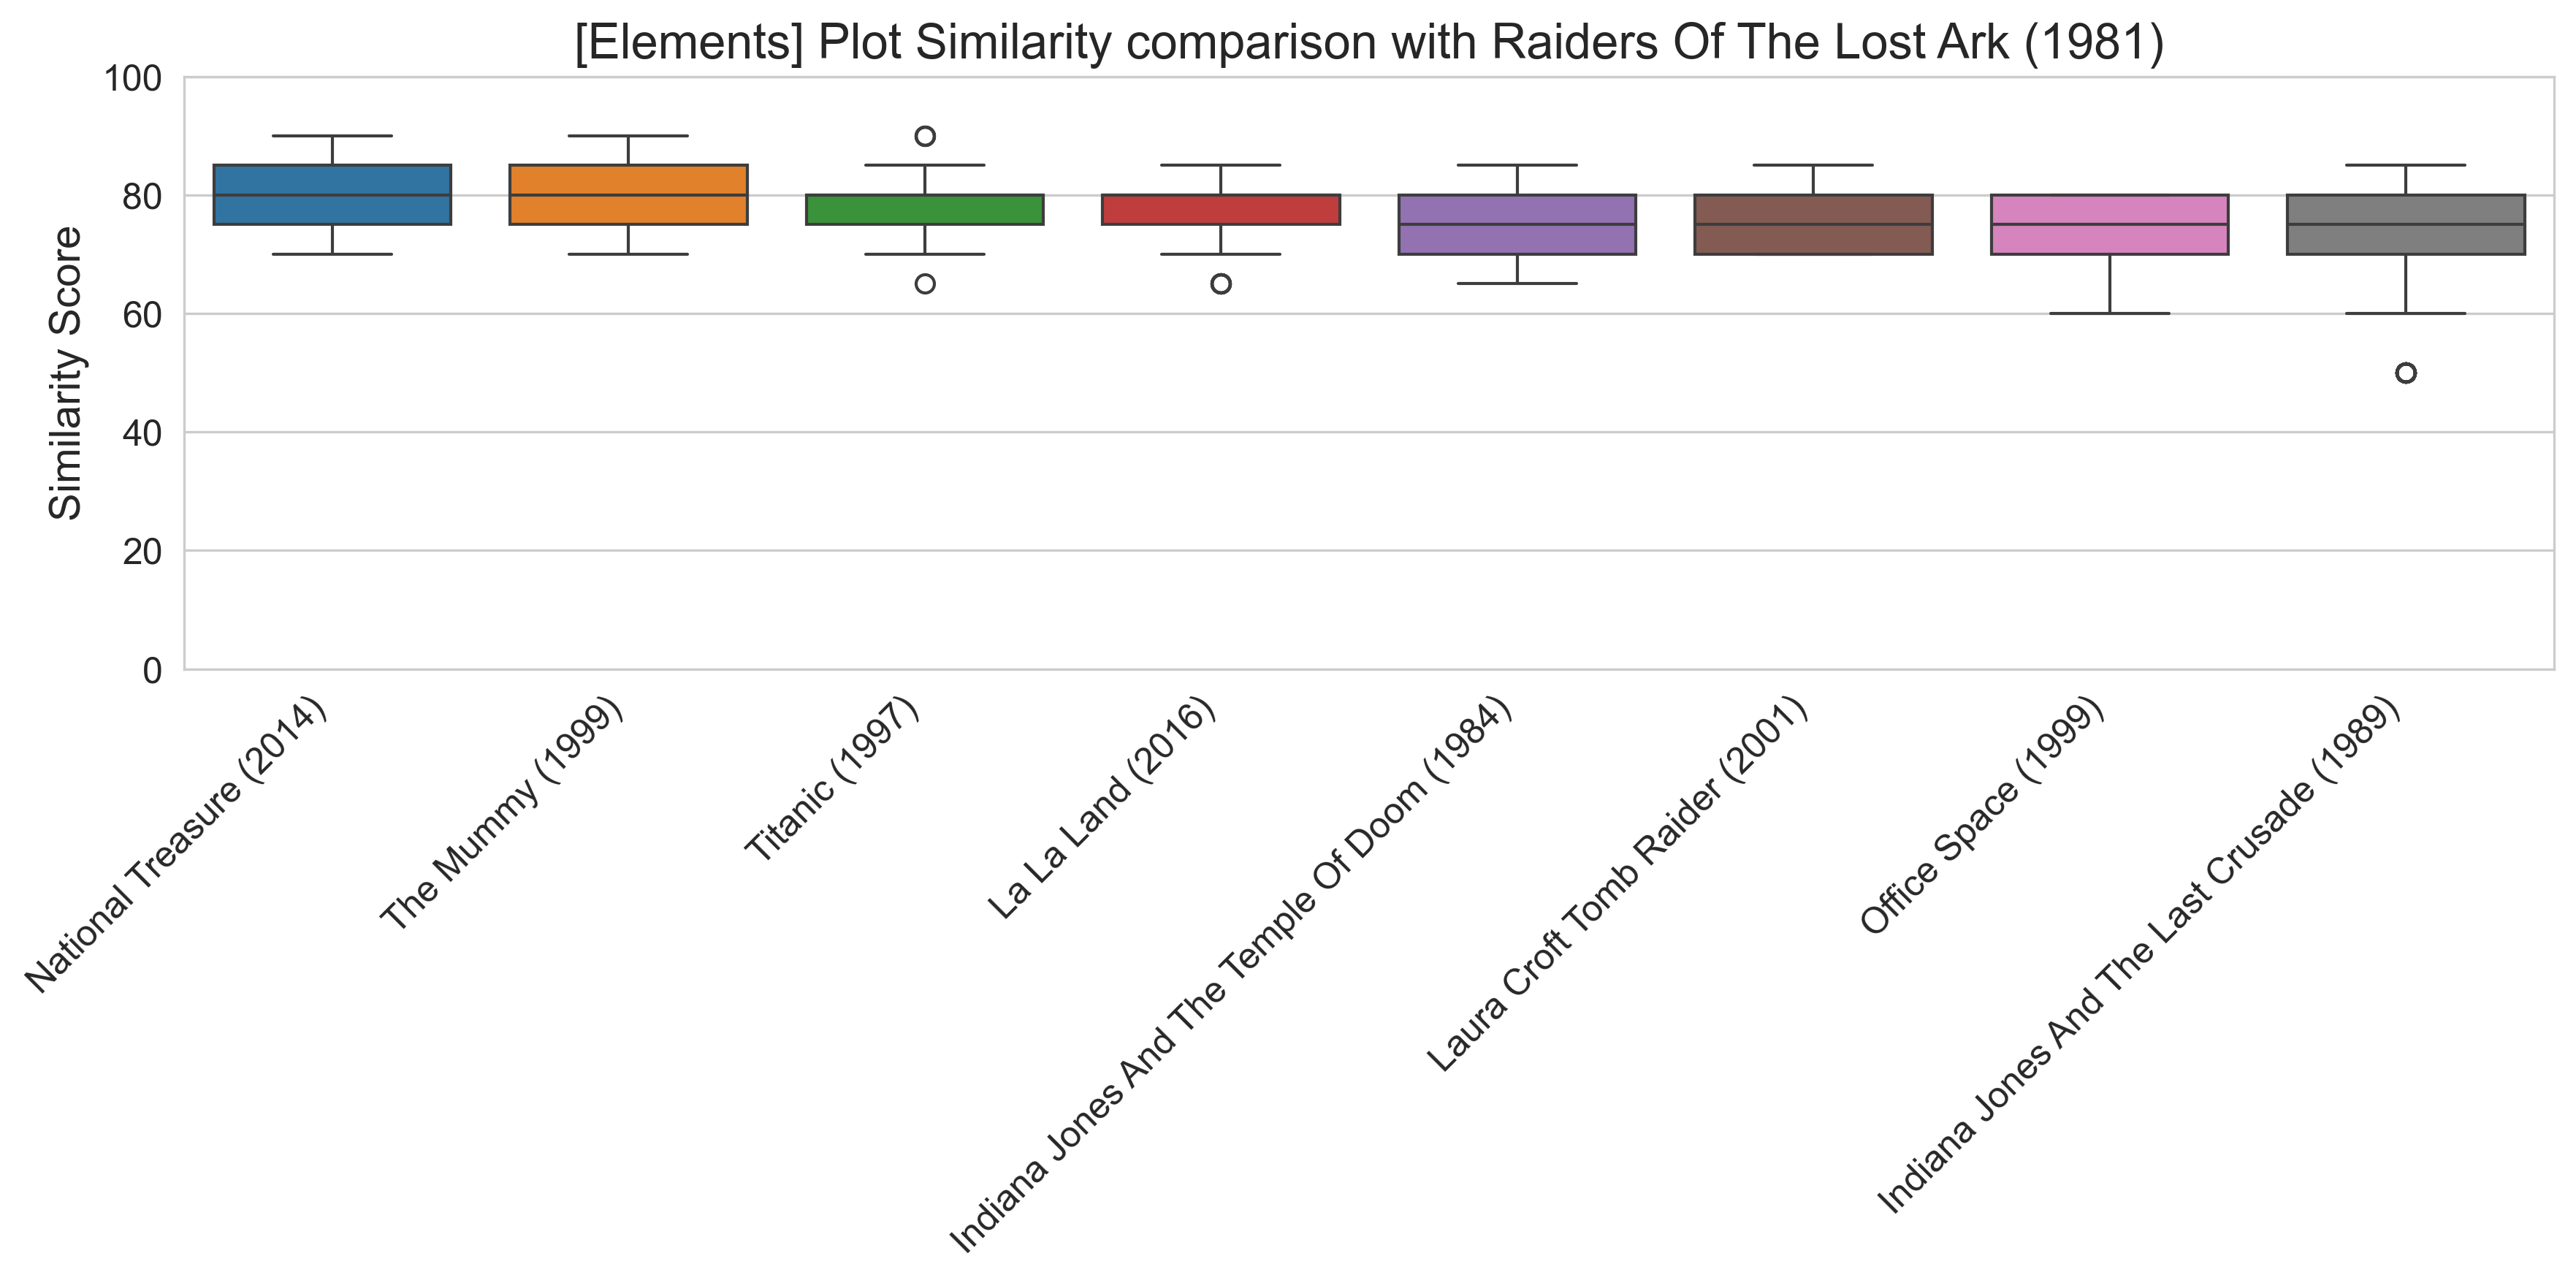 [Elements] Plot Similarity comparison with Raiders Of The Lost Ark (1981)
100
80
60
40
20
0
Similarity Score
National Treasure (2014)
The Mummy (1999)
Titanic (1997)
La La Land (2016)
Indiana Jones And The Temple Of Doom (1984)
Laura Croft Tomb Raider (2001)
Office Space (1999)
Indiana Jones And The Last Crusade (1989)